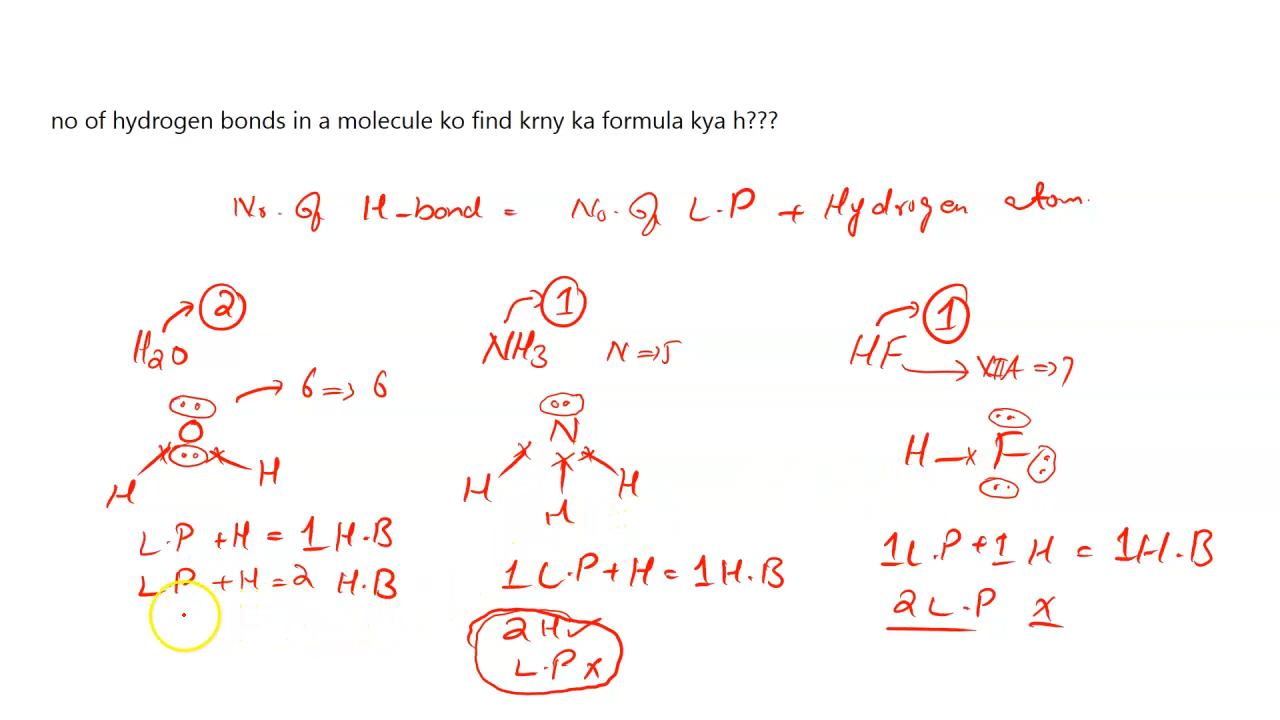 no of hydrogen bonds in a molecule ko find krny ka formula kya h???
No. Of H-bond = No. Of L.P + Hydrogen atom.
2
H2O
6 => 6
O
H
H
L.P + H = 1 H.B
L.P + H = 2 H.B
1
NH3 N => 5
N
H
H
H
1 L.P + H = 1 H.B
2 H ✓
L.P x
1
HF → VIIA => 7
H - x F
1 L.P + 1 H = 1 H.B
2 L.P x